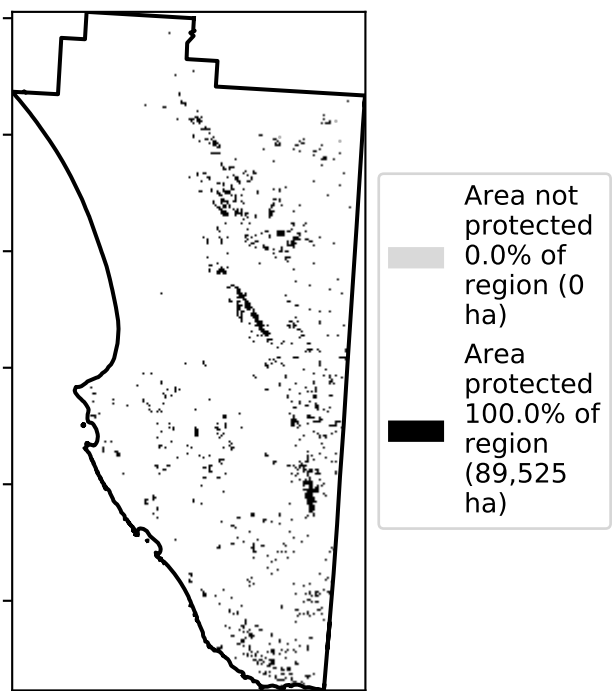 Area not
protected
0.0% of
region (0
ha)
Area
protected
100.0% of
region
(89,525
ha)